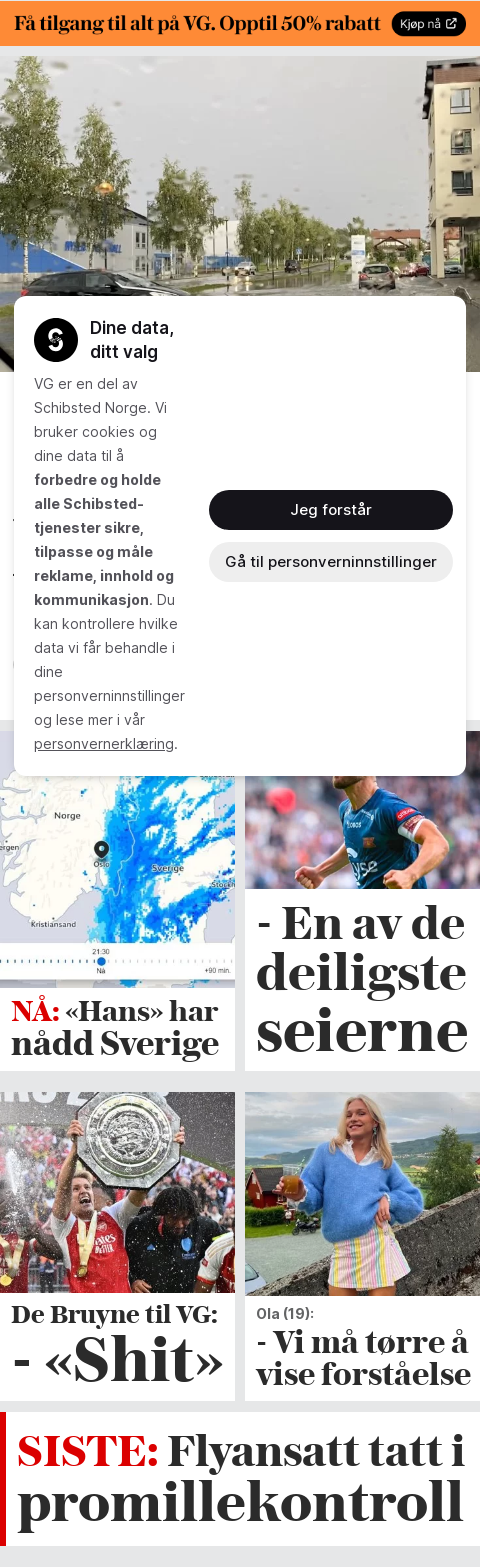 Få tilgang til alt på VG. Opptil 50% rabatt
Kjøp nå
Dine data,
ditt valg
VG er en del av
Schibsted Norge. Vi
bruker cookies og
dine data til å
forbedre og holde
alle Schibsted-
tjenester sikre,
tilpasse og måle
reklame, innhold og
kommunikasjon. Du
kan kontrollere hvilke
data vi får behandle i
dine
personverninnstillinger
og lese mer i vår
personvernerklæring.
Jeg forstår
Gå til personverninnstillinger
Norge
Oslo
Sverige
Kristiansand
21:30
Nå
+90 min.
NÅ: «Hans» har
nådd Sverige
OBOS
- En av de
deiligste
seierne
De Bruyne til VG:
- «Shit»
Ola (19):
- Vi må tørre å
vise forståelse
SISTE: Flyansatt tatt i
promillekontroll